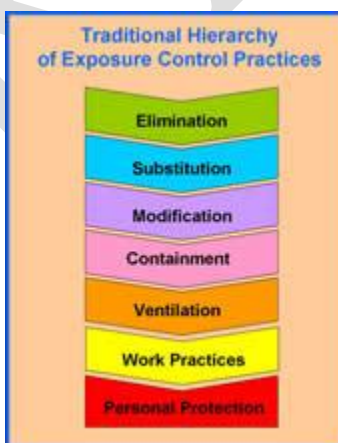 Traditional Hierarchy
of Exposure Control Practices
Elimination
Substitution
Modification
Containment
Ventilation
Work Practices
Personal Protection